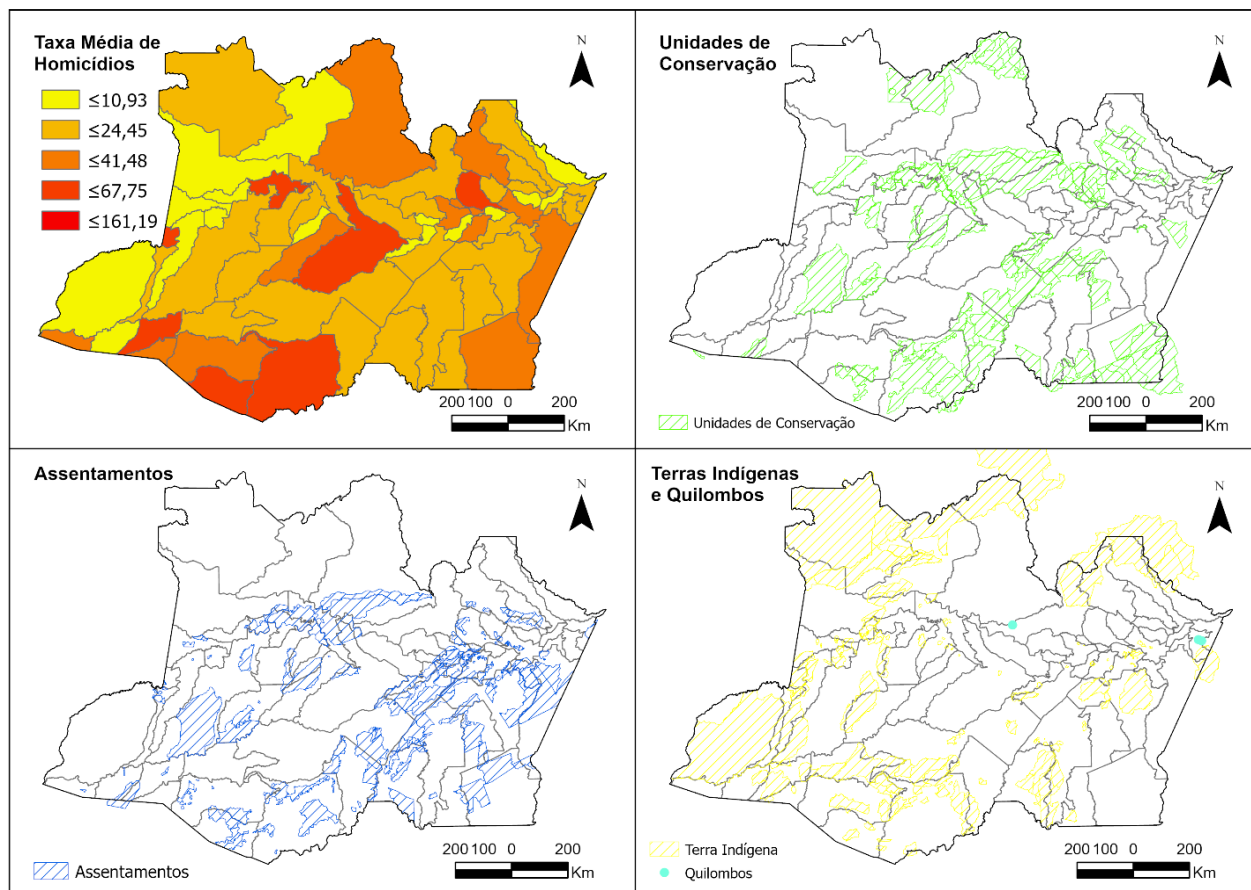 Taxa Média de
Homicídios
≤10,93
≤24,45
≤41,48
≤67,75
≤161,19
N
200 100 0 200
Km
Unidades de
Conservação
N
Unidades de Conservação
200 100 0 200
Km
Assentamentos
N
Assentamentos
200 100 0 200
Km
Terras Indígenas
e Quilombos
N
Terra Indígena
Quilombos
200 100 0 200
Km